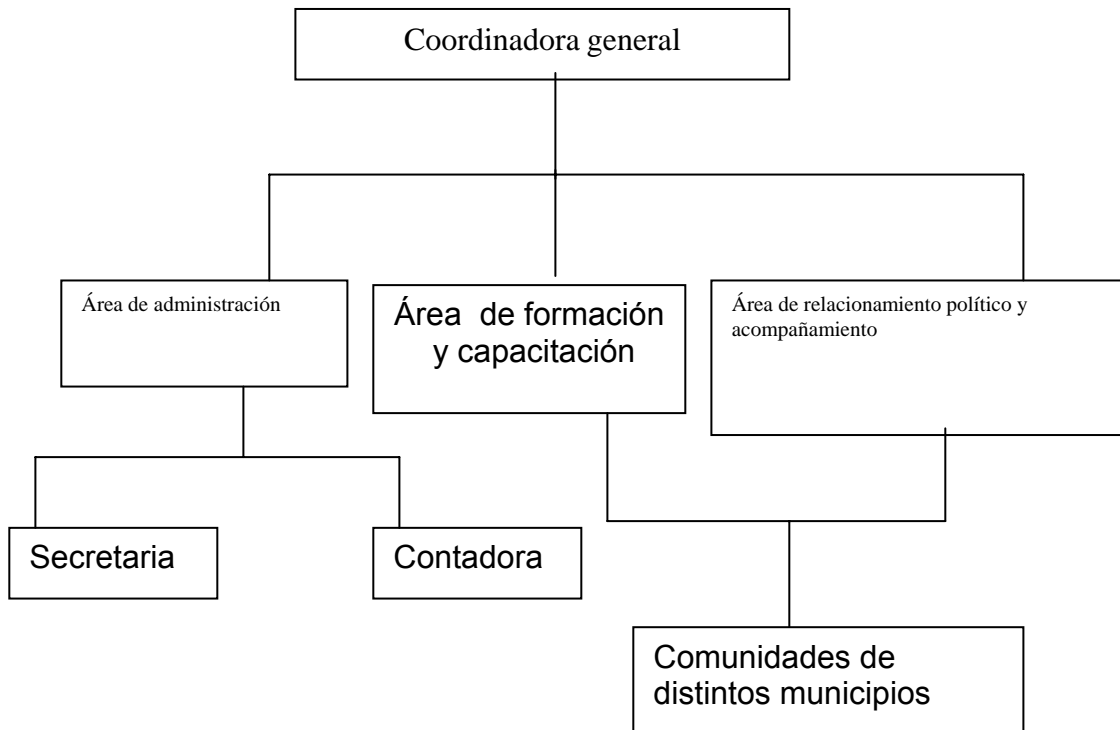 Coordinadora general
Área de administración
Área de formación
y capacitación
Área de relacionamiento político y
acompañamiento
Secretaria
Contadora
Comunidades de
distintos municipios